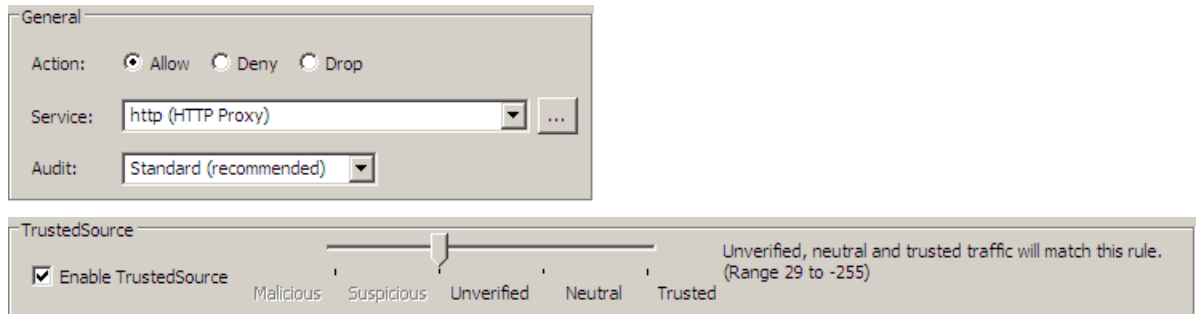 General
Action: Allow Deny Drop
Service: http (HTTP Proxy) ...
Audit: Standard (recommended)
TrustedSource
Enable TrustedSource
Malicious Suspicious Unverified Neutral Trusted
Unverified, neutral and trusted traffic will match this rule.
(Range 29 to -255)